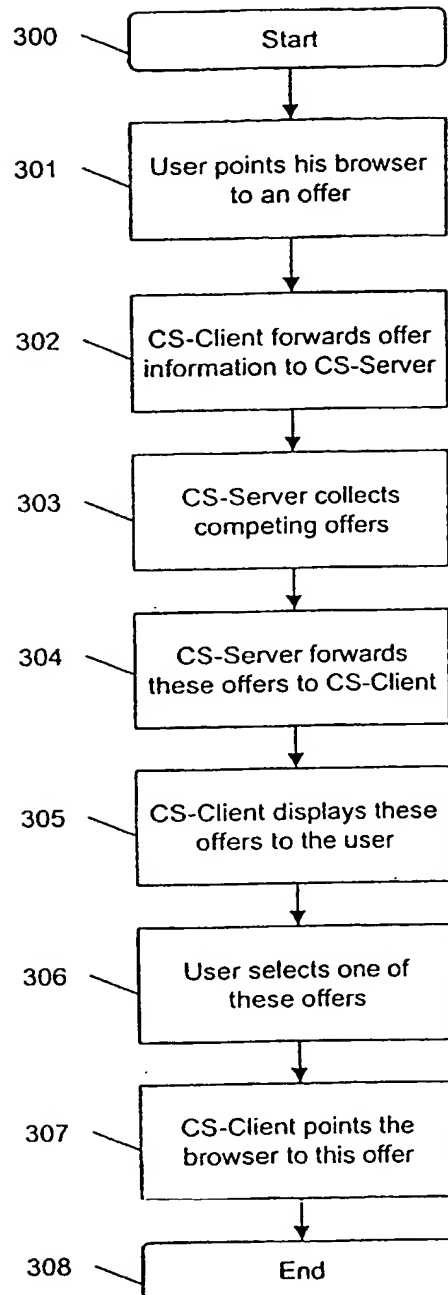 300
Start
301
User points his browser
to an offer
302
CS-Client forwards offer
information to CS-Server
303
CS-Server collects
competing offers
304
CS-Server forwards
these offers to CS-Client
305
CS-Client displays these
offers to the user
306
User selects one of
these offers
307
CS-Client points the
browser to this offer
308
End